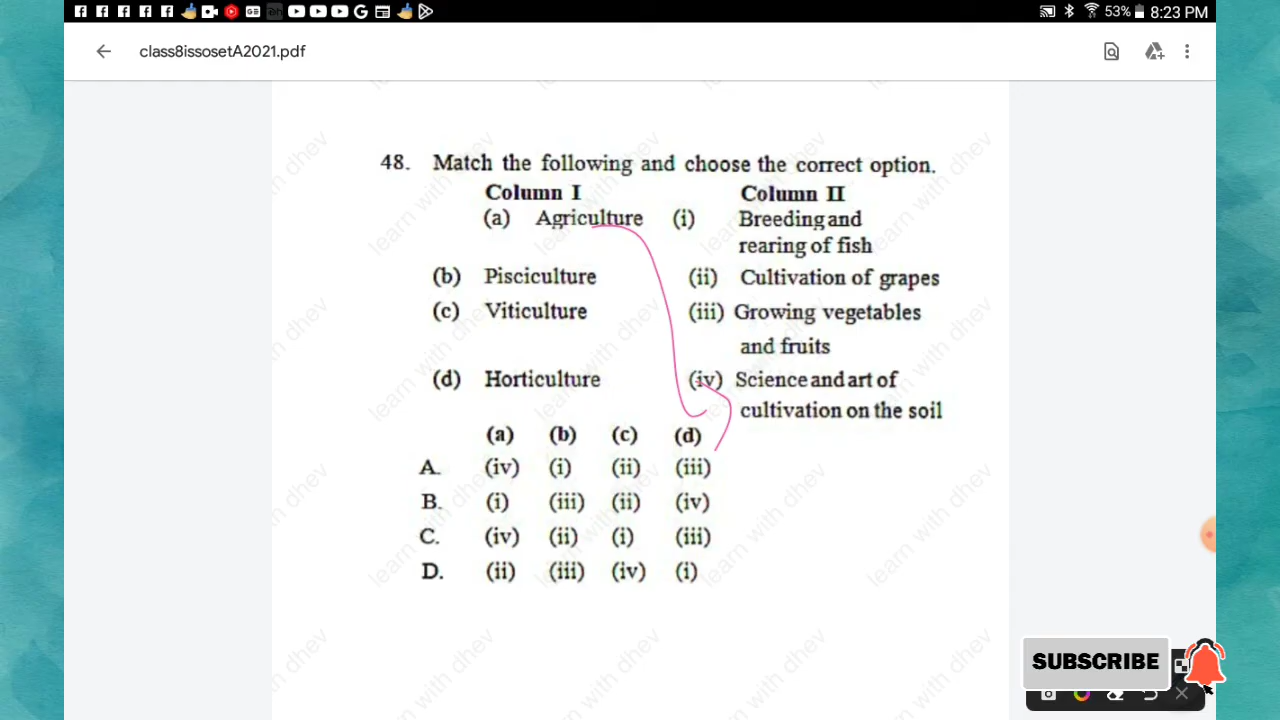 53% 8:23 PM
class8issosetA2021.pdf
48. Match the following and choose the correct option.
Column I Column II
(a) Agriculture (i) Breeding and
rearing of fish
(b) Pisciculture (ii) Cultivation of grapes
(c) Viticulture (iii) Growing vegetables
and fruits
(d) Horticulture (iv) Science and art of
cultivation on the soil
(a) (b) (c) (d)
A. (iv) (i) (ii) (iii)
B. (i) (iii) (ii) (iv)
C. (iv) (ii) (i) (iii)
D. (ii) (iii) (iv) (i)
learn with dhev
SUBSCRIBE